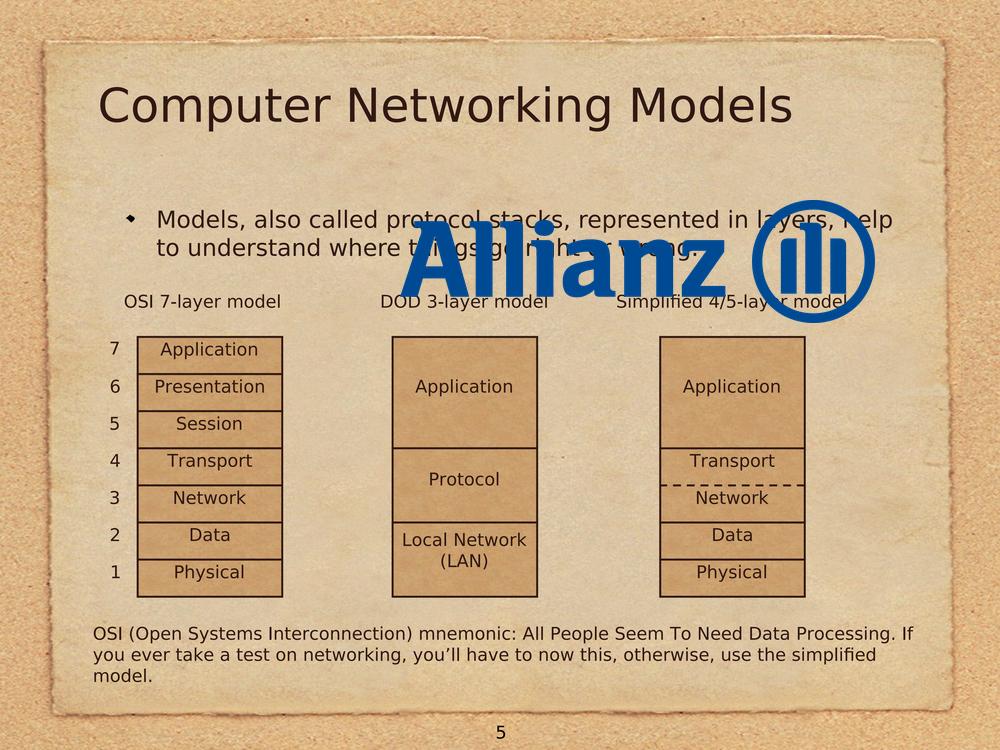 Computer Networking Models
Models, also called protocol stacks, represented in layers, help
to understand where things go right or wrong.
Allianz
OSI 7-layer model
DOD 3-layer model
Simplified 4/5-layer model
7 Application
6 Presentation
5 Session
4 Transport
3 Network
2 Data
1 Physical
Application
Protocol
Local Network
(LAN)
Application
Transport
Network
Data
Physical
OSI (Open Systems Interconnection) mnemonic: All People Seem To Need Data Processing. If
you ever take a test on networking, you’ll have to now this, otherwise, use the simplified
model.
5